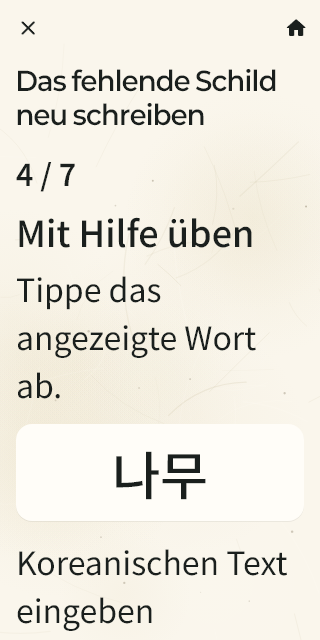 Das fehlende Schild
neu schreiben
4 / 7
Mit Hilfe üben
Tippe das
angezeigte Wort
ab.
나무
Koreanischen Text
eingeben